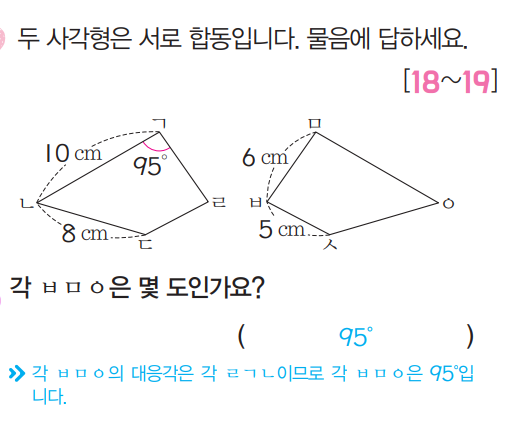 두 사각형은 서로 합동입니다. 물음에 답하세요.
[18~19]
ㄱ
ㅁ
10 cm
95°
6 cm
ㄴ
ㄹ
ㅂ
ㅇ
8 cm
ㄷ
5 cm
ㅅ
각 ㅂㅁㅇ은 몇 도인가요?
( 95° )
각 ㅂㅁㅇ의 대응각은 각 ㄹㄱㄴ이므로 각 ㅂㅁㅇ은 95°입
니다.